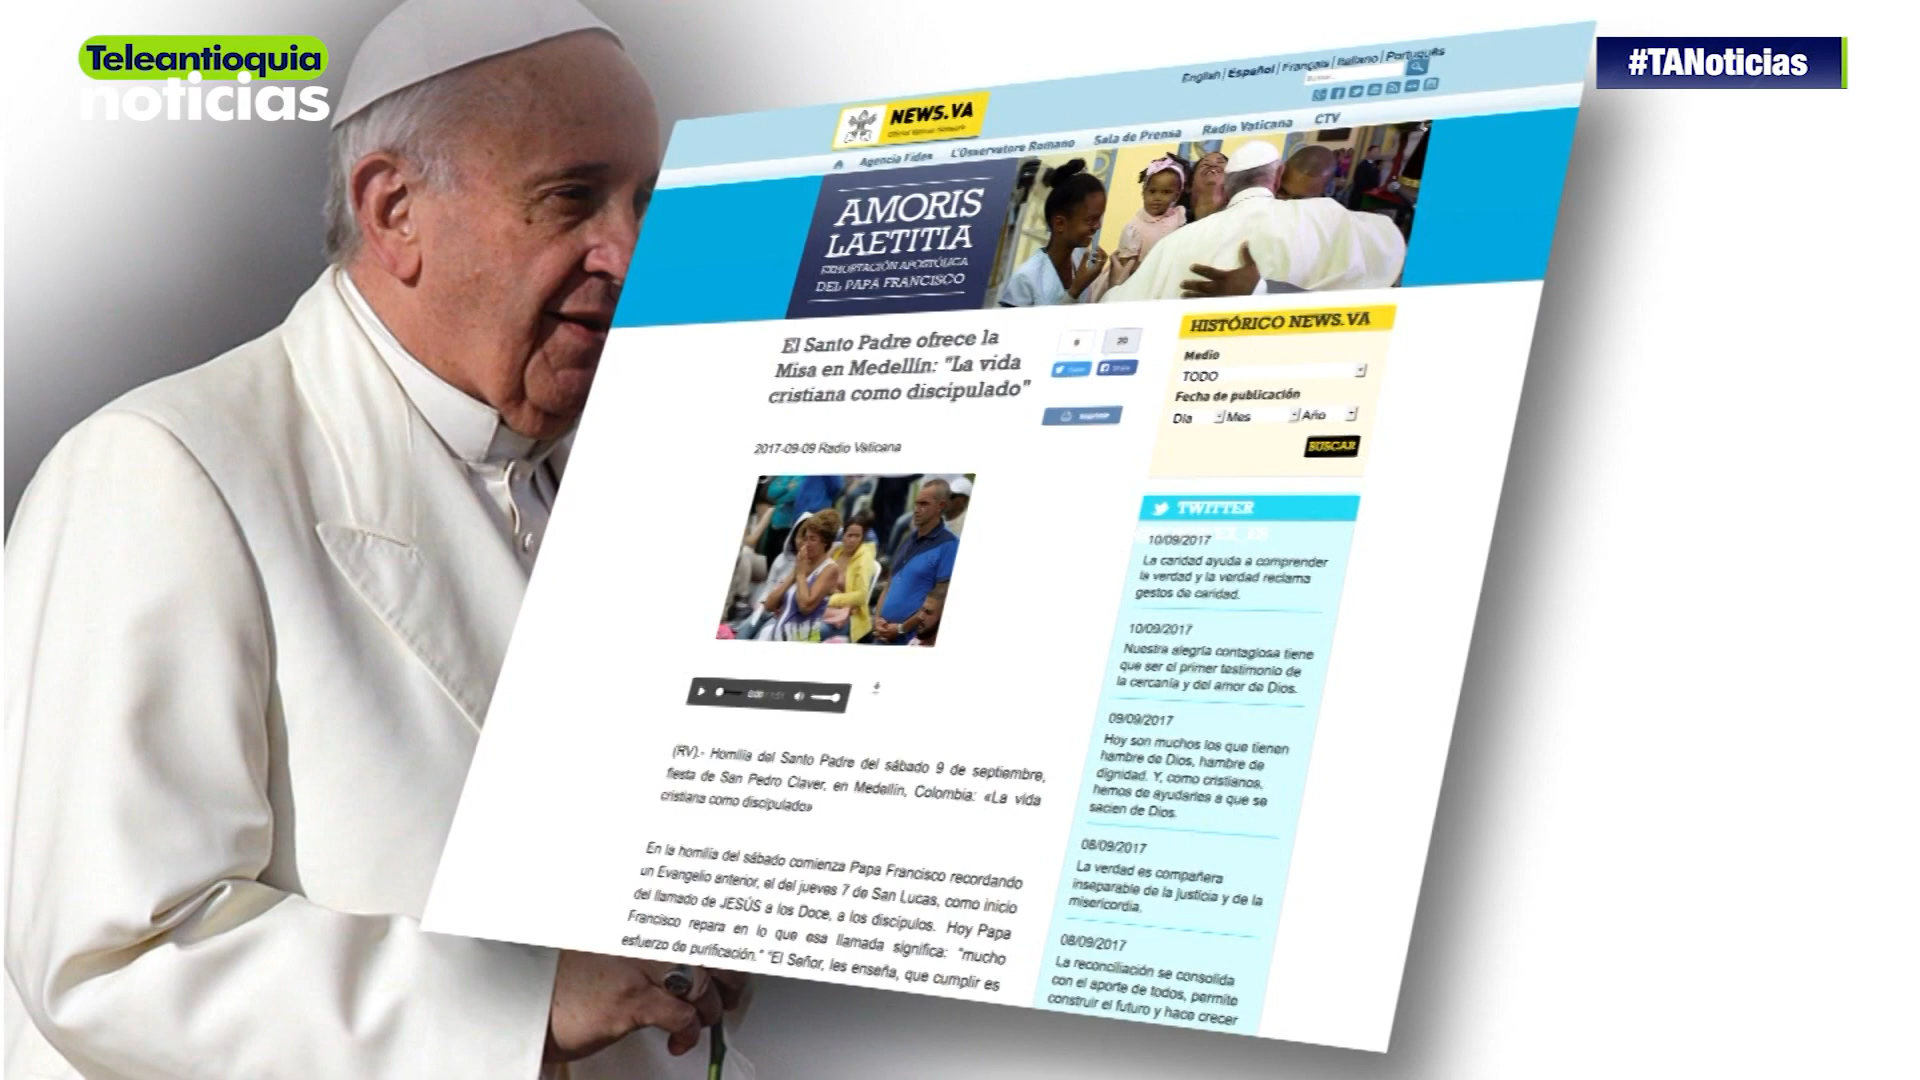 Teleantioquia
noticias
#TANoticias
English | Español | Français | Italiano | Português
NEWS.VA
Official Vatican Network
Agencia Fides
L'Osservatore Romano
Sala de Prensa
Radio Vaticana
CTV
AMORIS
LAETITIA
EXHORTACIÓN APOSTÓLICA
DEL PAPA FRANCISCO
El Santo Padre ofrece la
Misa en Medellín: "La vida
cristiana como discipulado"
20
Tweet
Share
Imprimir
2017-09-09 Radio Vaticana
0:00
(RV).- Homilía del Santo Padre del sábado 9 de septiembre,
fiesta de San Pedro Claver, en Medellín, Colombia: «La vida
cristiana como discipulado»
En la homilía del sábado comienza Papa Francisco recordando
un Evangelio anterior, el del jueves 7 de San Lucas, como inicio
del llamado de JESÚS a los Doce, a los discípulos. Hoy Papa
Francisco repara en lo que esa llamada significa: "mucho
esfuerzo de purificación." "El Señor, les enseña, que cumplir es
HISTÓRICO NEWS.VA
Medio
TODO
Fecha de publicación
Día Mes Año
BUSCAR
TWITTER
10/09/2017
La caridad ayuda a comprender
la verdad y la verdad reclama
gestos de caridad.
10/09/2017
Nuestra alegría contagiosa tiene
que ser el primer testimonio de
la cercanía y del amor de Dios.
09/09/2017
Hoy son muchos los que tienen
hambre de Dios, hambre de
dignidad. Y, como cristianos,
hemos de ayudarles a que se
sacien de Dios.
08/09/2017
La verdad es compañera
inseparable de la justicia y de la
misericordia.
08/09/2017
La reconciliación se consolida
con el aporte de todos, permite
construir el futuro y hace crecer